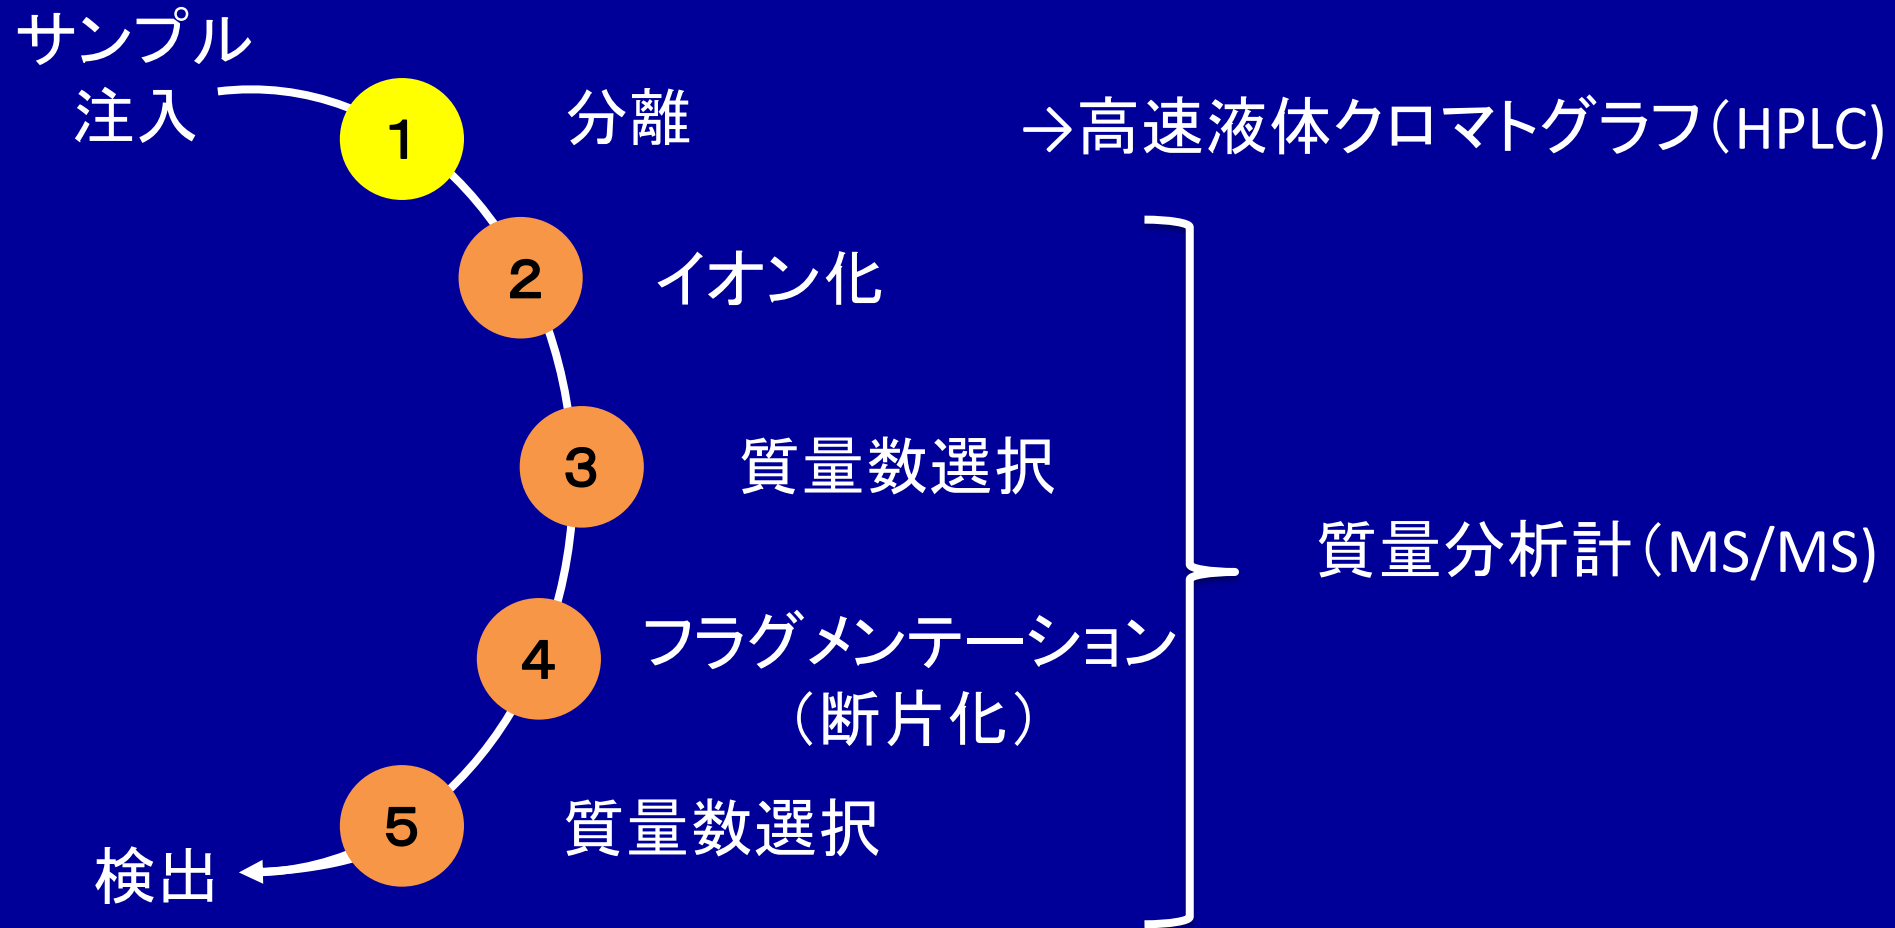 サンプル
注入
1
分離
→高速液体クロマトグラフ（HPLC)
2
イオン化
3
質量数選択
質量分析計（MS/MS)
4
フラグメンテーション
（断片化）
5
質量数選択
検出